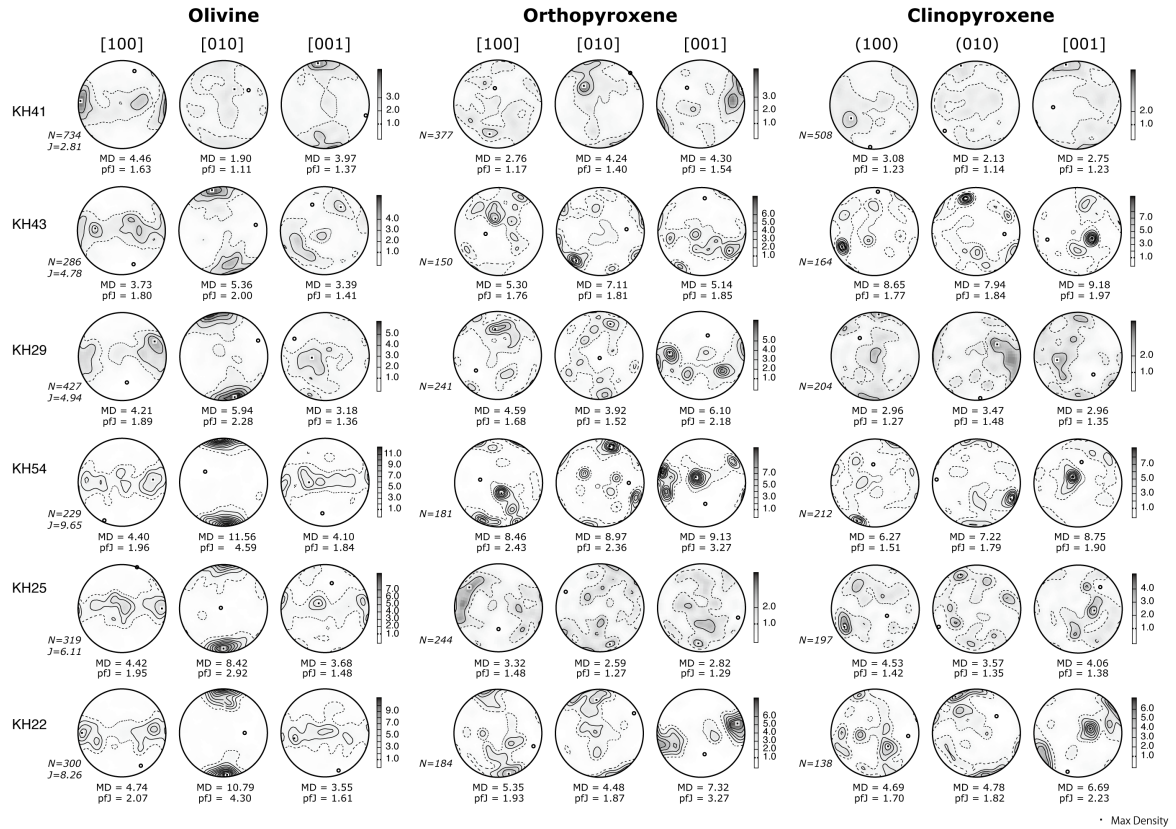 Olivine Orthopyroxene Clinopyroxene
[100] [010] [001] [100] [010] [001] (100) (010) [001]
KH41
3.0 2.0 1.0
3.0 2.0 1.0
2.0 1.0
N=734
J=2.81
N=377
N=508
MD = 4.46 MD = 1.90 MD = 3.97 MD = 2.76 MD = 4.24 MD = 4.30 MD = 3.08 MD = 2.13 MD = 2.75
pfJ = 1.63 pfJ = 1.11 pfJ = 1.37 pfJ = 1.17 pfJ = 1.40 pfJ = 1.54 pfJ = 1.23 pfJ = 1.14 pfJ = 1.23
KH43
4.0 3.0 2.0 1.0
6.0 5.0 4.0 3.0 2.0 1.0
7.0 5.0 3.0 1.0
N=286
J=4.78
N=150
N=164
MD = 3.73 MD = 5.36 MD = 3.39 MD = 5.30 MD = 7.11 MD = 5.14 MD = 8.65 MD = 7.94 MD = 9.18
pfJ = 1.80 pfJ = 2.00 pfJ = 1.41 pfJ = 1.76 pfJ = 1.81 pfJ = 1.85 pfJ = 1.77 pfJ = 1.84 pfJ = 1.97
KH29
5.0 4.0 3.0 2.0 1.0
5.0 4.0 3.0 2.0 1.0
2.0 1.0
N=427
J=4.94
N=241
N=204
MD = 4.21 MD = 5.94 MD = 3.18 MD = 4.59 MD = 3.92 MD = 6.10 MD = 2.96 MD = 3.47 MD = 2.96
pfJ = 1.89 pfJ = 2.28 pfJ = 1.36 pfJ = 1.68 pfJ = 1.52 pfJ = 2.18 pfJ = 1.27 pfJ = 1.48 pfJ = 1.35
KH54
11.0 9.0 7.0 5.0 3.0 1.0
7.0 5.0 3.0 1.0
7.0 5.0 3.0 1.0
N=229
J=9.65
N=181
N=212
MD = 4.40 MD = 11.56 MD = 4.10 MD = 8.46 MD = 8.97 MD = 9.13 MD = 6.27 MD = 7.22 MD = 8.75
pfJ = 1.96 pfJ = 4.59 pfJ = 1.84 pfJ = 2.43 pfJ = 2.36 pfJ = 3.27 pfJ = 1.51 pfJ = 1.79 pfJ = 1.90
KH25
7.0 6.0 5.0 4.0 3.0 2.0 1.0
2.0 1.0
4.0 3.0 2.0 1.0
N=319
J=6.11
N=244
N=197
MD = 4.42 MD = 8.42 MD = 3.68 MD = 3.32 MD = 2.59 MD = 2.82 MD = 4.53 MD = 3.57 MD = 4.06
pfJ = 1.95 pfJ = 2.92 pfJ = 1.48 pfJ = 1.48 pfJ = 1.27 pfJ = 1.29 pfJ = 1.42 pfJ = 1.35 pfJ = 1.38
KH22
9.0 7.0 5.0 3.0 1.0
6.0 5.0 4.0 3.0 2.0 1.0
6.0 5.0 4.0 3.0 2.0 1.0
N=300
J=8.26
N=184
N=138
MD = 4.74 MD = 10.79 MD = 3.55 MD = 5.35 MD = 4.48 MD = 7.32 MD = 4.69 MD = 4.78 MD = 6.69
pfJ = 2.07 pfJ = 4.30 pfJ = 1.61 pfJ = 1.93 pfJ = 1.87 pfJ = 3.27 pfJ = 1.70 pfJ = 1.82 pfJ = 2.23
Max Density